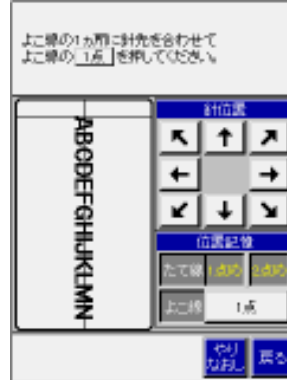 よこ線の1カ所に針先を合わせて
よこ線の 1点 を押してください。
ABCDEFGHIJKLMN
針位置
位置記憶
たて線 1点め 2点め
よこ線 1点
やり
なおし
戻る